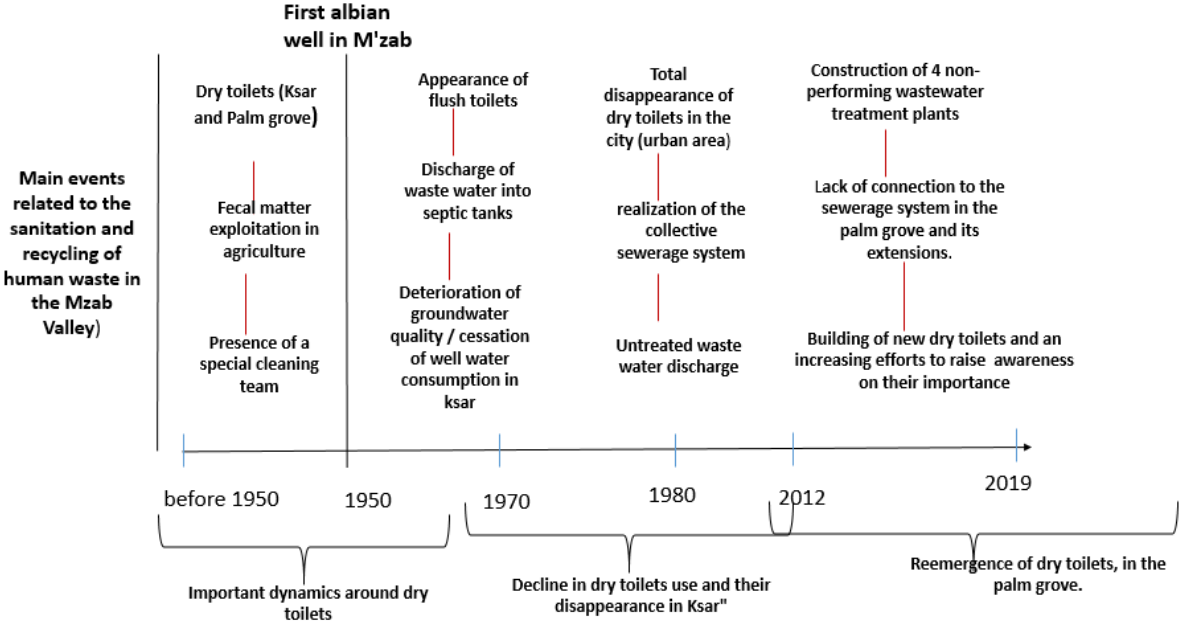 First albian
well in M'zab
Main events
related to the
sanitation and
recycling of
human waste in
the Mzab
Valley)
Dry toilets (Ksar
and Palm grove)
Fecal matter
exploitation in
agriculture
Presence of a
special cleaning
team
Appearance of
flush toilets
Discharge of
waste water into
septic tanks
Deterioration of
groundwater
quality / cessation
of well water
consumption in
ksar
Total
disappearance of
dry toilets in the
city (urban area)
realization of the
collective
sewerage system
Untreated waste
water discharge
Construction of 4 non-
performing wastewater
treatment plants
Lack of connection to the
sewerage system in the
palm grove and its
extensions.
Building of new dry toilets and an
increasing efforts to raise awareness
on their importance
before 1950
1950
1970
1980
2012
2019
Important dynamics around dry
toilets
Decline in dry toilets use and their
disappearance in Ksar"
Reemergence of dry toilets, in the
palm grove.